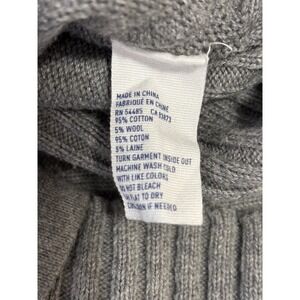 MADE IN CHINA
FABRIQUÉ EN CHINE
RN 54485 CA 33873
95% COTTON
5% WOOL
95% COTON
5% LAINE
TURN GARMENT INSIDE OUT
MACHINE WASH COLD
WITH LIKE COLORS
DO NOT BLEACH
FLAT TO DRY
IF NEEDED